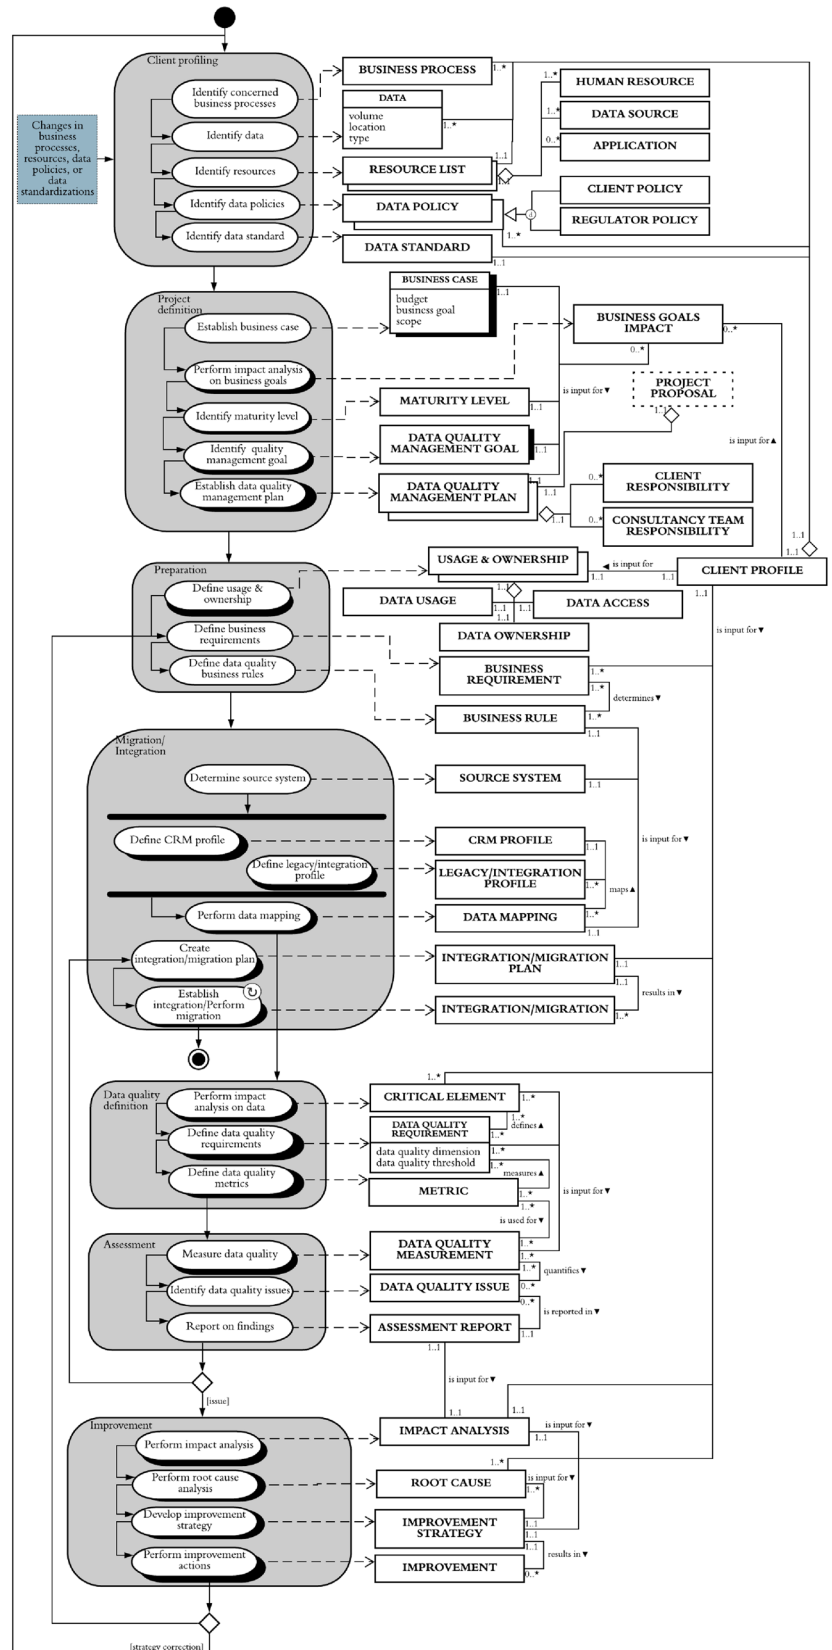 Client profiling
Identify concerned
business processes
Identify data
Identify resources
Identify data policies
Identify data standard
Changes in
business
processes,
resources, data
policies, or
data
standardizations
BUSINESS PROCESS
1..*
DATA
volume
location
type
1..*
RESOURCE LIST
1..1
1..1
DATA POLICY
1..*
DATA STANDARD
1..1
1..*
HUMAN RESOURCE
1..*
DATA SOURCE
0..*
APPLICATION
CLIENT POLICY
d
REGULATOR POLICY
Project
definition
Establish business case
Perform impact analysis
on business goals
Identify maturity level
Identify quality
management goal
Establish data quality
management plan
BUSINESS CASE
budget
business goal
scope
1..1
BUSINESS GOALS
IMPACT
0..*
0..*
is input for▼
MATURITY LEVEL
1..1
PROJECT
PROPOSAL
1..1
is input for▲
DATA QUALITY
MANAGEMENT GOAL
1..1
DATA QUALITY
MANAGEMENT PLAN
1..1
1..1
1..1
0..*
CLIENT
RESPONSIBILITY
0..*
CONSULTANCY TEAM
RESPONSIBILITY
1..1
1..1
Preparation
Define usage &
ownership
Define business
requirements
Define data quality
business rules
USAGE & OWNERSHIP
◀ is input for
1..1
1..1
CLIENT PROFILE
1..1
1..1
DATA USAGE
1..1
1..1
DATA ACCESS
1..1
DATA OWNERSHIP
is input for▼
BUSINESS
REQUIREMENT
1..*
1..*
determines▼
BUSINESS RULE
1..*
1..1
Migration/
Integration
Determine source system
Define CRM profile
Define legacy/integration
profile
Perform data mapping
Create
integration/migration plan
Establish
integration/Perform
migration
SOURCE SYSTEM
1..1
CRM PROFILE
1..1
is input for▼
LEGACY/INTEGRATION
PROFILE
1..*
maps▲
DATA MAPPING
1..*
1..1
INTEGRATION/MIGRATION
PLAN
1..1
1..1
results in▼
INTEGRATION/MIGRATION
1..*
Data quality
definition
Perform impact
analysis on data
Define data quality
requirements
Define data quality
metrics
1..*
CRITICAL ELEMENT
1..*
1..*
defines▲
DATA QUALITY
REQUIREMENT
1..*
data quality dimension
data quality threshold
1..*
measures▲
METRIC
1..*
1..*
is input for▼
is used for▼
Assessment
Measure data quality
Identify data quality issues
Report on findings
DATA QUALITY
MEASUREMENT
1..*
1..*
1..*
quantifies▼
DATA QUALITY ISSUE
0..*
0..*
is reported in▼
ASSESSMENT REPORT
1..1
1..1
[issue]
is input for▼
1..1
1..1
Improvement
Perform impact analysis
Perform root cause
analysis
Develop improvement
strategy
Perform improvement
actions
IMPACT ANALYSIS
is input for▼
1..1
1..*
ROOT CAUSE
is input for▼
1..*
IMPROVEMENT
STRATEGY
1..1
1..1
1..1
results in▼
IMPROVEMENT
0..*
[strategy correction]